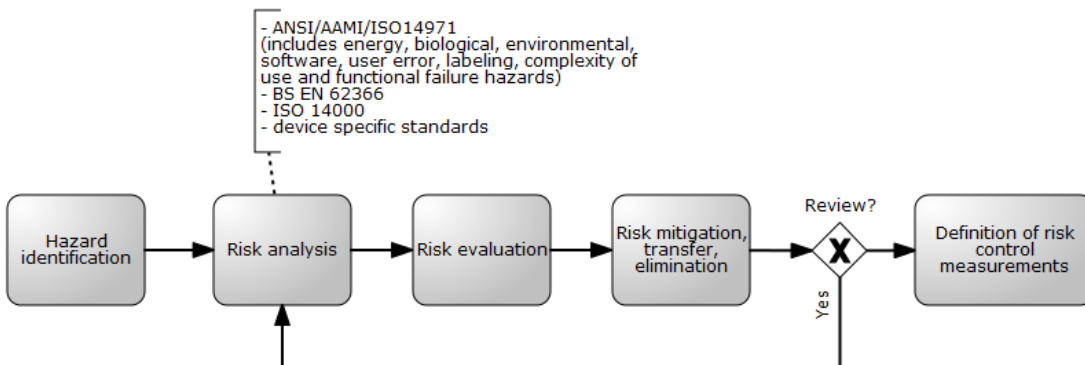 - ANSI/AAMI/ISO14971
(includes energy, biological, environmental,
software, user error, labeling, complexity of
use and functional failure hazards)
- BS EN 62366
- ISO 14000
- device specific standards
Hazard
identification
Risk analysis
Risk evaluation
Risk mitigation,
transfer,
elimination
Review?
X
Yes
Definition of risk
control
measurements